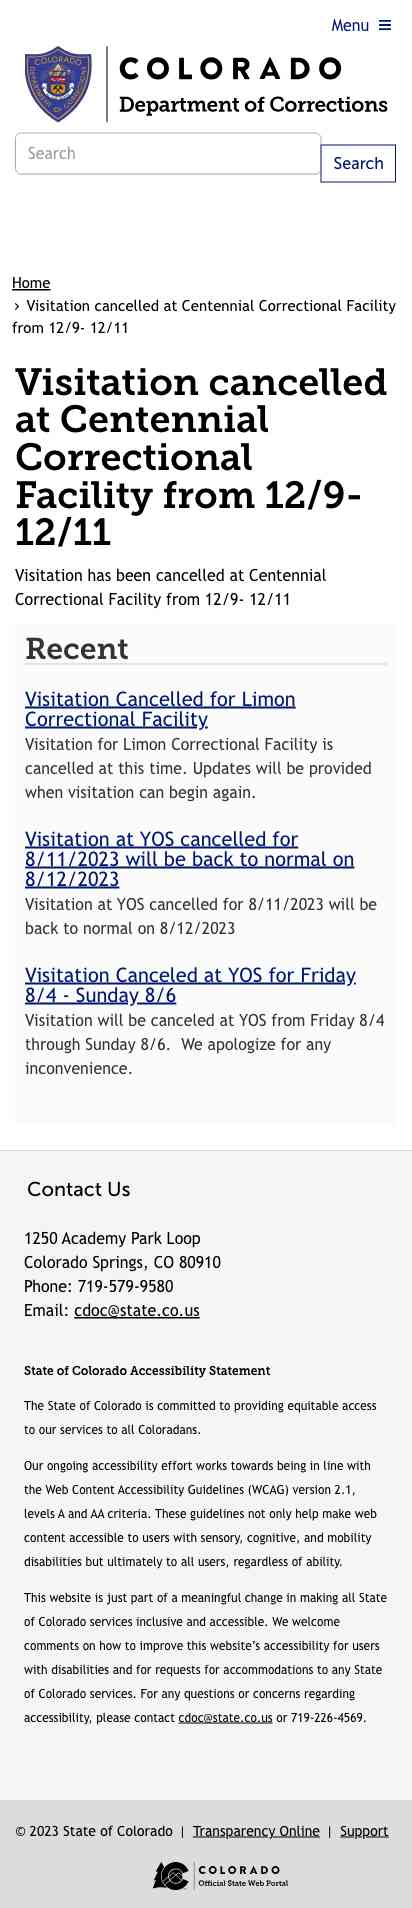 Menu
COLORADO
Department of Corrections
COLORADO
Search
Search
Home
› Visitation cancelled at Centennial Correctional Facility
from 12/9- 12/11
Visitation cancelled
at Centennial
Correctional
Facility from 12/9-
12/11
Visitation has been cancelled at Centennial
Correctional Facility from 12/9- 12/11
Recent
Visitation Cancelled for Limon
Correctional Facility
Visitation for Limon Correctional Facility is
cancelled at this time. Updates will be provided
when visitation can begin again.
Visitation at YOS cancelled for
8/11/2023 will be back to normal on
8/12/2023
Visitation at YOS cancelled for 8/11/2023 will be
back to normal on 8/12/2023
Visitation Canceled at YOS for Friday
8/4 - Sunday 8/6
Visitation will be canceled at YOS from Friday 8/4
through Sunday 8/6.  We apologize for any
inconvenience.
Contact Us
1250 Academy Park Loop
Colorado Springs, CO 80910
Phone: 719-579-9580
Email: cdoc@state.co.us
State of Colorado Accessibility Statement
The State of Colorado is committed to providing equitable access
to our services to all Coloradans.
Our ongoing accessibility effort works towards being in line with
the Web Content Accessibility Guidelines (WCAG) version 2.1,
levels A and AA criteria. These guidelines not only help make web
content accessible to users with sensory, cognitive, and mobility
disabilities but ultimately to all users, regardless of ability.
This website is just part of a meaningful change in making all State
of Colorado services inclusive and accessible. We welcome
comments on how to improve this website’s accessibility for users
with disabilities and for requests for accommodations to any State
of Colorado services. For any questions or concerns regarding
accessibility, please contact cdoc@state.co.us or 719-226-4569.
© 2023 State of Colorado | Transparency Online | Support
COLORADO
Official State Web Portal